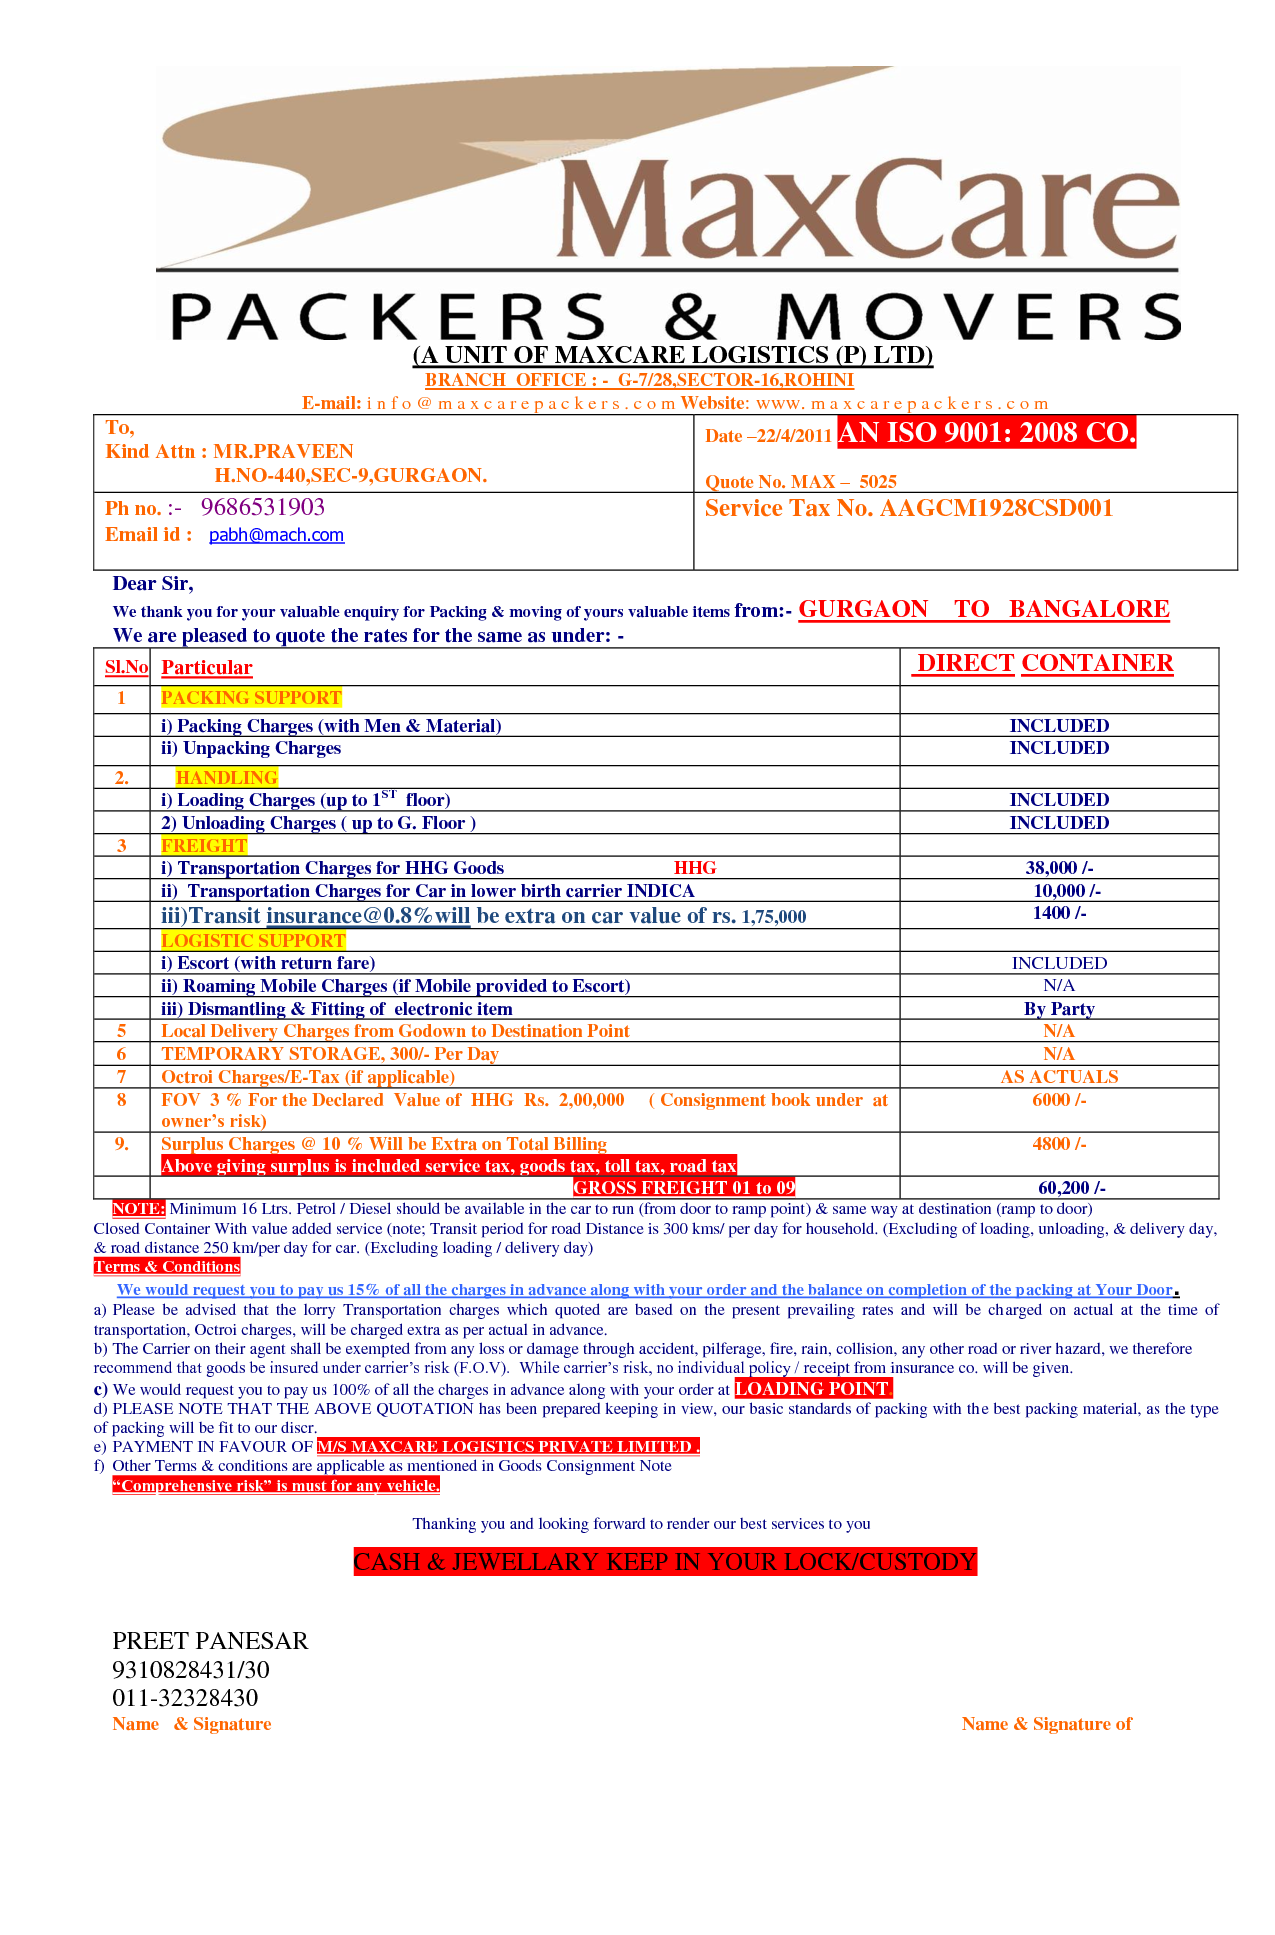 MaxCare
PACKERS & MOVERS
(A UNIT OF MAXCARE LOGISTICS (P) LTD)
BRANCH OFFICE : - G-7/28,SECTOR-16,ROHINI
E-mail: info@maxcarepackers.com Website: www.maxcarepackers.com
To,
Kind Attn : MR.PRAVEEN
H.NO-440,SEC-9,GURGAON.
Date –22/4/2011 AN ISO 9001: 2008 CO.
Quote No. MAX – 5025
Ph no. :- 9686531903
Email id : pabh@mach.com
Service Tax No. AAGCM1928CSD001
Dear Sir,
We thank you for your valuable enquiry for Packing & moving of yours valuable items from:- GURGAON TO BANGALORE
We are pleased to quote the rates for the same as under: -
Sl.No Particular DIRECT CONTAINER
1 PACKING SUPPORT
i) Packing Charges (with Men & Material) INCLUDED
ii) Unpacking Charges INCLUDED
2. HANDLING
i) Loading Charges (up to 1ST floor) INCLUDED
2) Unloading Charges ( up to G. Floor ) INCLUDED
3 FREIGHT
i) Transportation Charges for HHG Goods HHG 38,000 /-
ii) Transportation Charges for Car in lower birth carrier INDICA 10,000 /-
iii)Transit insurance@0.8%will be extra on car value of rs. 1,75,000 1400 /-
LOGISTIC SUPPORT
i) Escort (with return fare) INCLUDED
ii) Roaming Mobile Charges (if Mobile provided to Escort) N/A
iii) Dismantling & Fitting of electronic item By Party
5 Local Delivery Charges from Godown to Destination Point N/A
6 TEMPORARY STORAGE, 300/- Per Day N/A
7 Octroi Charges/E-Tax (if applicable) AS ACTUALS
8 FOV 3 % For the Declared Value of HHG Rs. 2,00,000 ( Consignment book under at 6000 /-
owner’s risk)
9. Surplus Charges @ 10 % Will be Extra on Total Billing 4800 /-
Above giving surplus is included service tax, goods tax, toll tax, road tax
GROSS FREIGHT 01 to 09 60,200 /-
NOTE: Minimum 16 Ltrs. Petrol / Diesel should be available in the car to run (from door to ramp point) & same way at destination (ramp to door)
Closed Container With value added service (note; Transit period for road Distance is 300 kms/ per day for household. (Excluding of loading, unloading, & delivery day,
& road distance 250 km/per day for car. (Excluding loading / delivery day)
Terms & Conditions
We would request you to pay us 15% of all the charges in advance along with your order and the balance on completion of the packing at Your Door.
a) Please be advised that the lorry Transportation charges which quoted are based on the present prevailing rates and will be charged on actual at the time of
transportation, Octroi charges, will be charged extra as per actual in advance.
b) The Carrier on their agent shall be exempted from any loss or damage through accident, pilferage, fire, rain, collision, any other road or river hazard, we therefore
recommend that goods be insured under carrier’s risk (F.O.V). While carrier’s risk, no individual policy / receipt from insurance co. will be given.
c) We would request you to pay us 100% of all the charges in advance along with your order at LOADING POINT.
d) PLEASE NOTE THAT THE ABOVE QUOTATION has been prepared keeping in view, our basic standards of packing with the best packing material, as the type
of packing will be fit to our discr.
e) PAYMENT IN FAVOUR OF M/S MAXCARE LOGISTICS PRIVATE LIMITED .
f) Other Terms & conditions are applicable as mentioned in Goods Consignment Note
“Comprehensive risk” is must for any vehicle.
Thanking you and looking forward to render our best services to you
CASH & JEWELLARY KEEP IN YOUR LOCK/CUSTODY
PREET PANESAR
9310828431/30
011-32328430
Name & Signature Name & Signature of